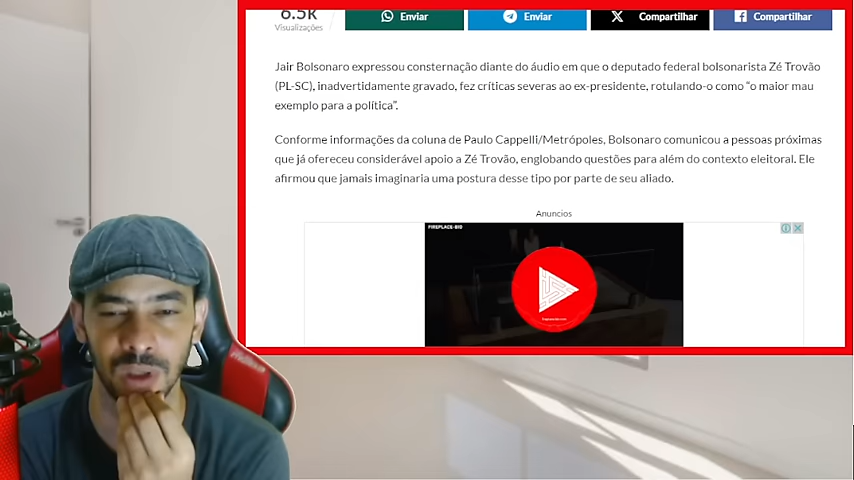 6.5K
Visualizações
Enviar
Enviar
Compartilhar
Compartilhar
Jair Bolsonaro expressou consternação diante do áudio em que o deputado federal bolsonarista Zé Trovão
(PL-SC), inadvertidamente gravado, fez críticas severas ao ex-presidente, rotulando-o como “o maior mau
exemplo para a política”.
Conforme informações da coluna de Paulo Cappelli/Metrópoles, Bolsonaro comunicou a pessoas próximas
que já ofereceu considerável apoio a Zé Trovão, englobando questões para além do contexto eleitoral. Ele
afirmou que jamais imaginaria uma postura desse tipo por parte de seu aliado.
Anuncios
FIREPLACE-BIO